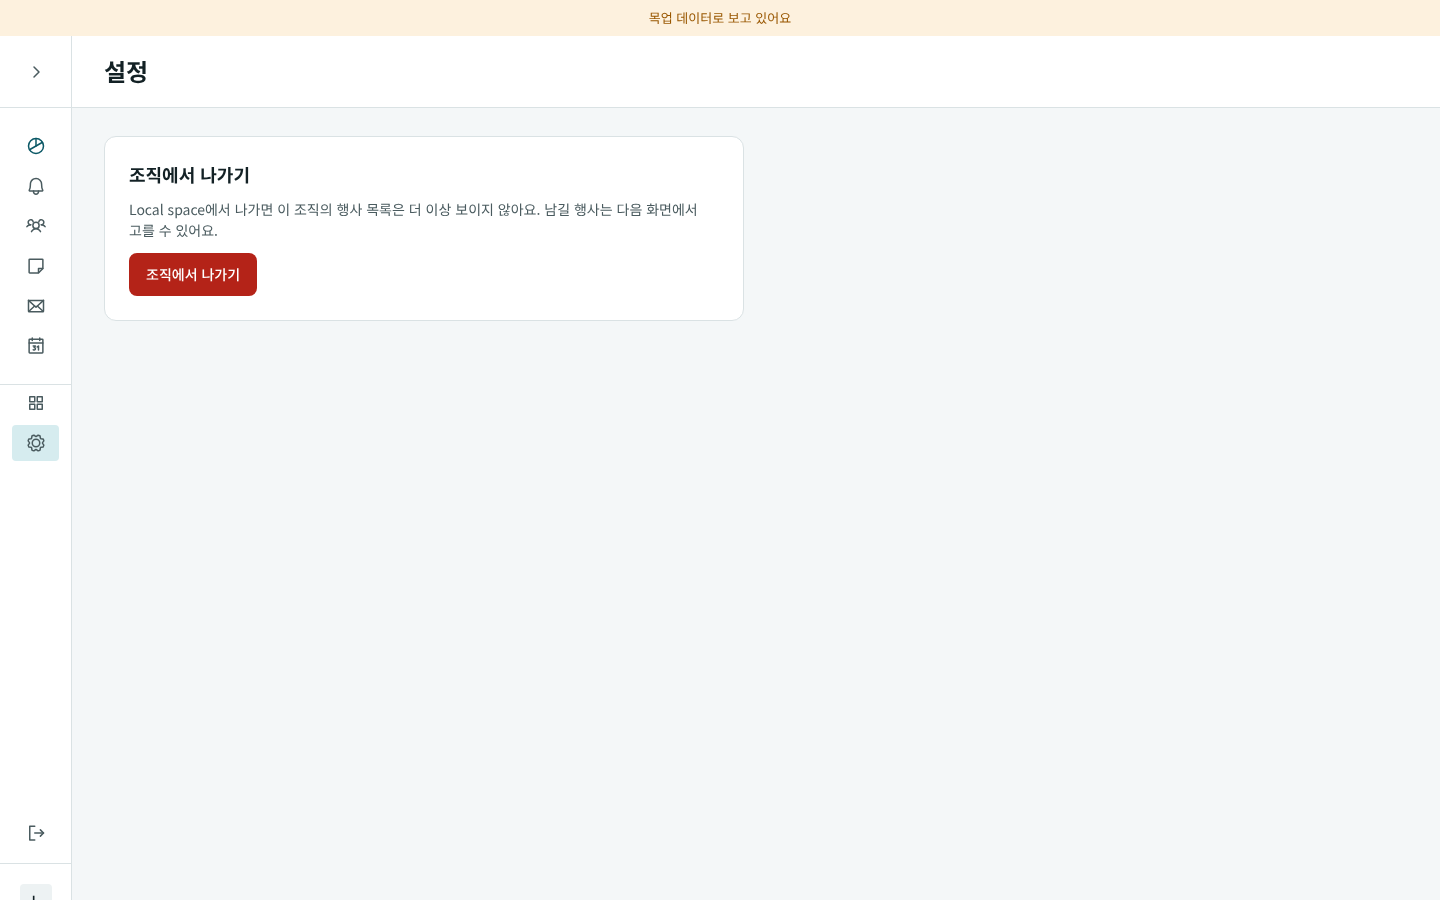 목업 데이터로 보고 있어요
설정
조직에서 나가기
Local space에서 나가면 이 조직의 행사 목록은 더 이상 보이지 않아요. 남길 행사는 다음 화면에서
고를 수 있어요.
조직에서 나가기
31